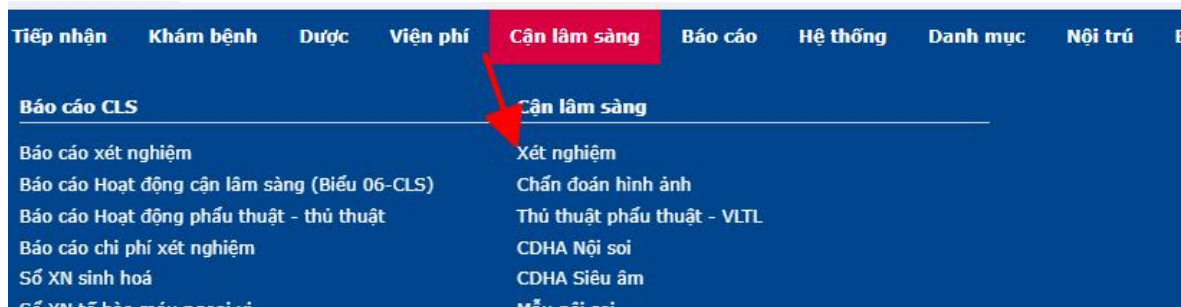 Tiếp nhận Khám bệnh Dược Viện phí Cận lâm sàng Báo cáo Hệ thống Danh mục Nội trú
Báo cáo CLS
Báo cáo xét nghiệm
Báo cáo Hoạt động cận lâm sàng (Biểu 06-CLS)
Báo cáo Hoạt động phẩu thuật - thủ thuật
Báo cáo chi phí xét nghiệm
Sổ XN sinh hoá
Cận lâm sàng
Xét nghiệm
Chẩn đoán hình ảnh
Thủ thuật phẩu thuật - VLTL
CDHA Nội soi
CDHA Siêu âm